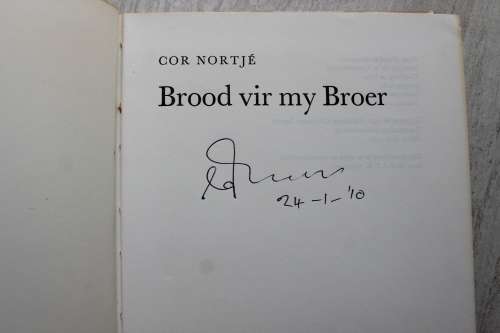 COR NORTJÉ
Brood vir my Broer
24-1-'10